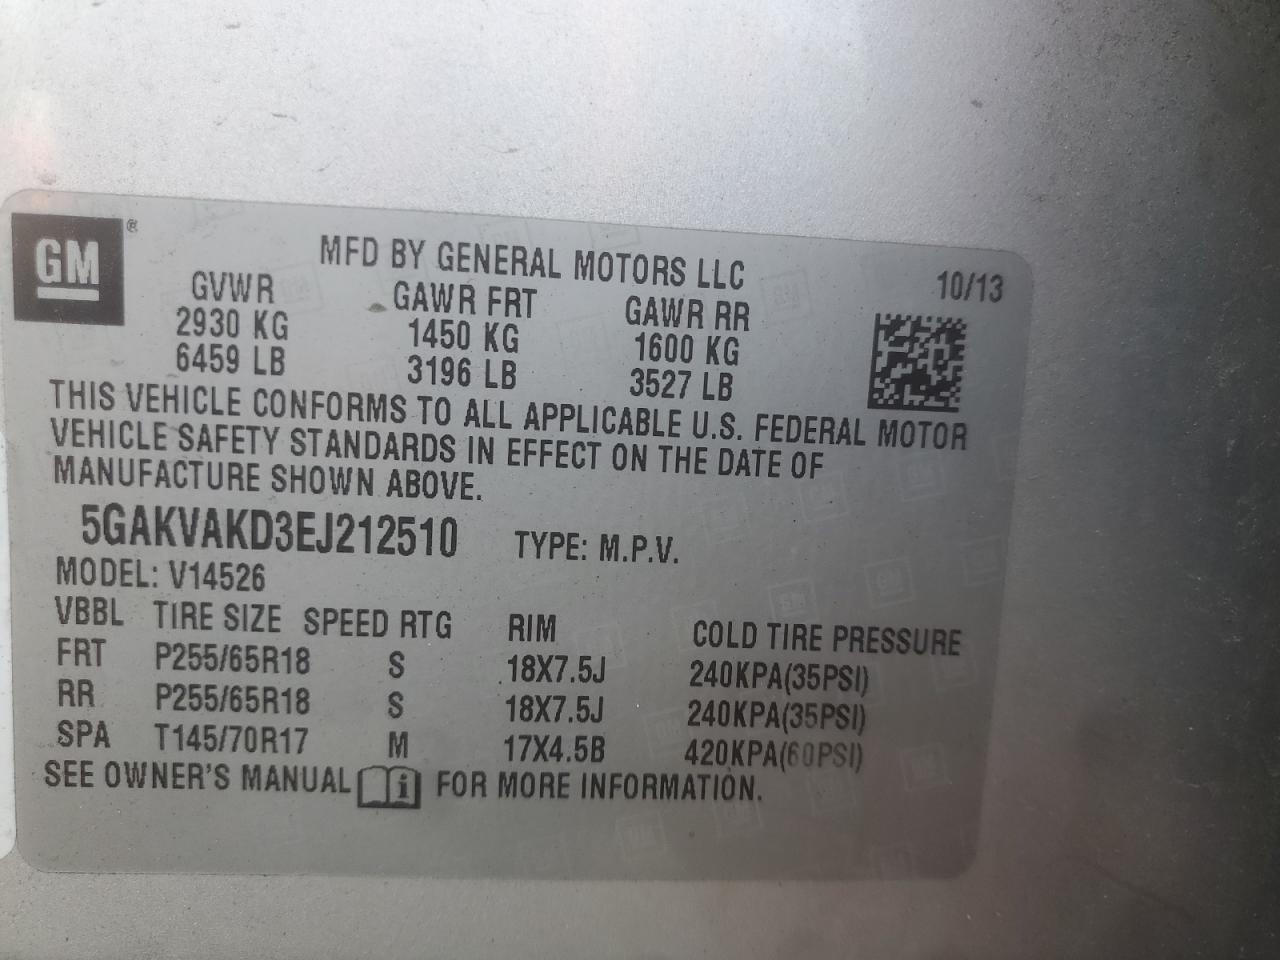 GM®
MFD BY GENERAL MOTORS LLC
10/13
GVWR GAWR FRT GAWR RR
2930 KG 1450 KG 1600 KG
6459 LB 3196 LB 3527 LB
THIS VEHICLE CONFORMS TO ALL APPLICABLE U.S. FEDERAL MOTOR
VEHICLE SAFETY STANDARDS IN EFFECT ON THE DATE OF
MANUFACTURE SHOWN ABOVE.
5GAKVAKD3EJ212510 TYPE: M.P.V.
MODEL: V14526
VBBL TIRE SIZE SPEED RTG RIM COLD TIRE PRESSURE
FRT P255/65R18 S 18X7.5J 240KPA(35PSI)
RR P255/65R18 S 18X7.5J 240KPA(35PSI)
SPA T145/70R17 M 17X4.5B 420KPA(60PSI)
SEE OWNER'S MANUAL i FOR MORE INFORMATION.